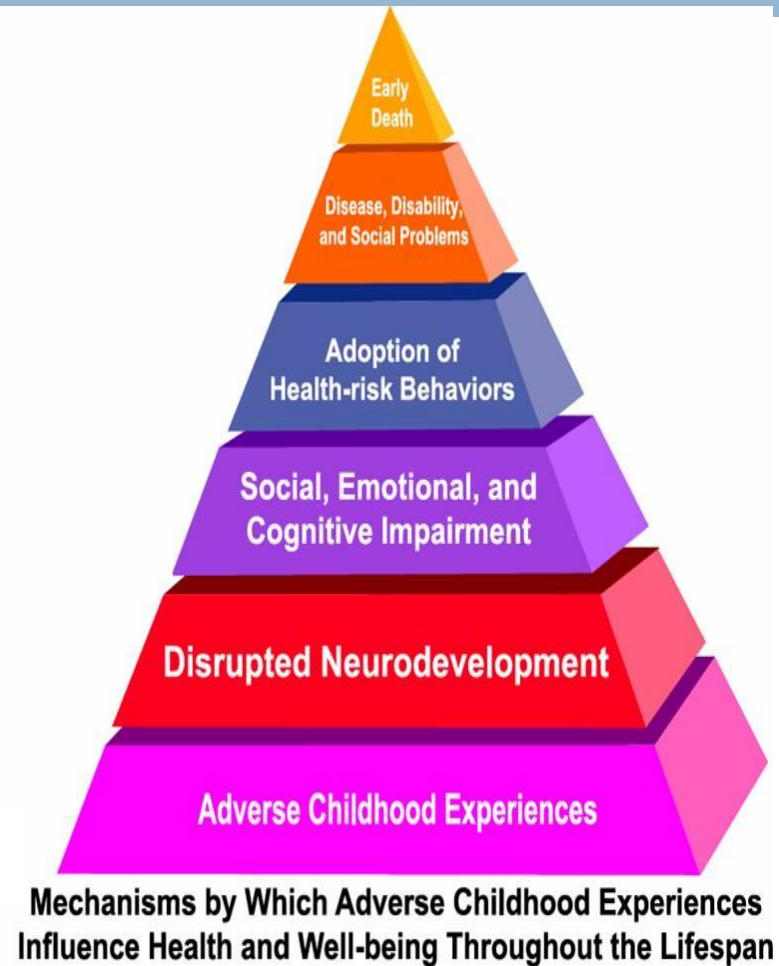 Early
Death
Disease, Disability,
and Social Problems
Adoption of
Health-risk Behaviors
Social, Emotional, and
Cognitive Impairment
Disrupted Neurodevelopment
Adverse Childhood Experiences
Mechanisms by Which Adverse Childhood Experiences
Influence Health and Well-being Throughout the Lifespan